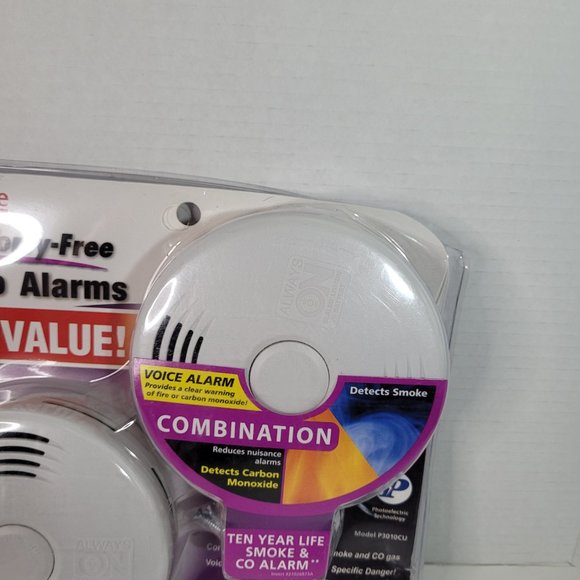 -Free
Alarms
VALUE!
ALWAYS
ON
VOICE ALARM
Provides a clear warning
of fire or carbon monoxide!
Detects Smoke
COMBINATION
Reduces nuisance
alarms
Detects Carbon
Monoxide
Photoelectric
Technology
Model P3010CU
TEN YEAR LIFE
SMOKE &
CO ALARM**
smoke and CO gas
Specific Danger!
ALWAYS